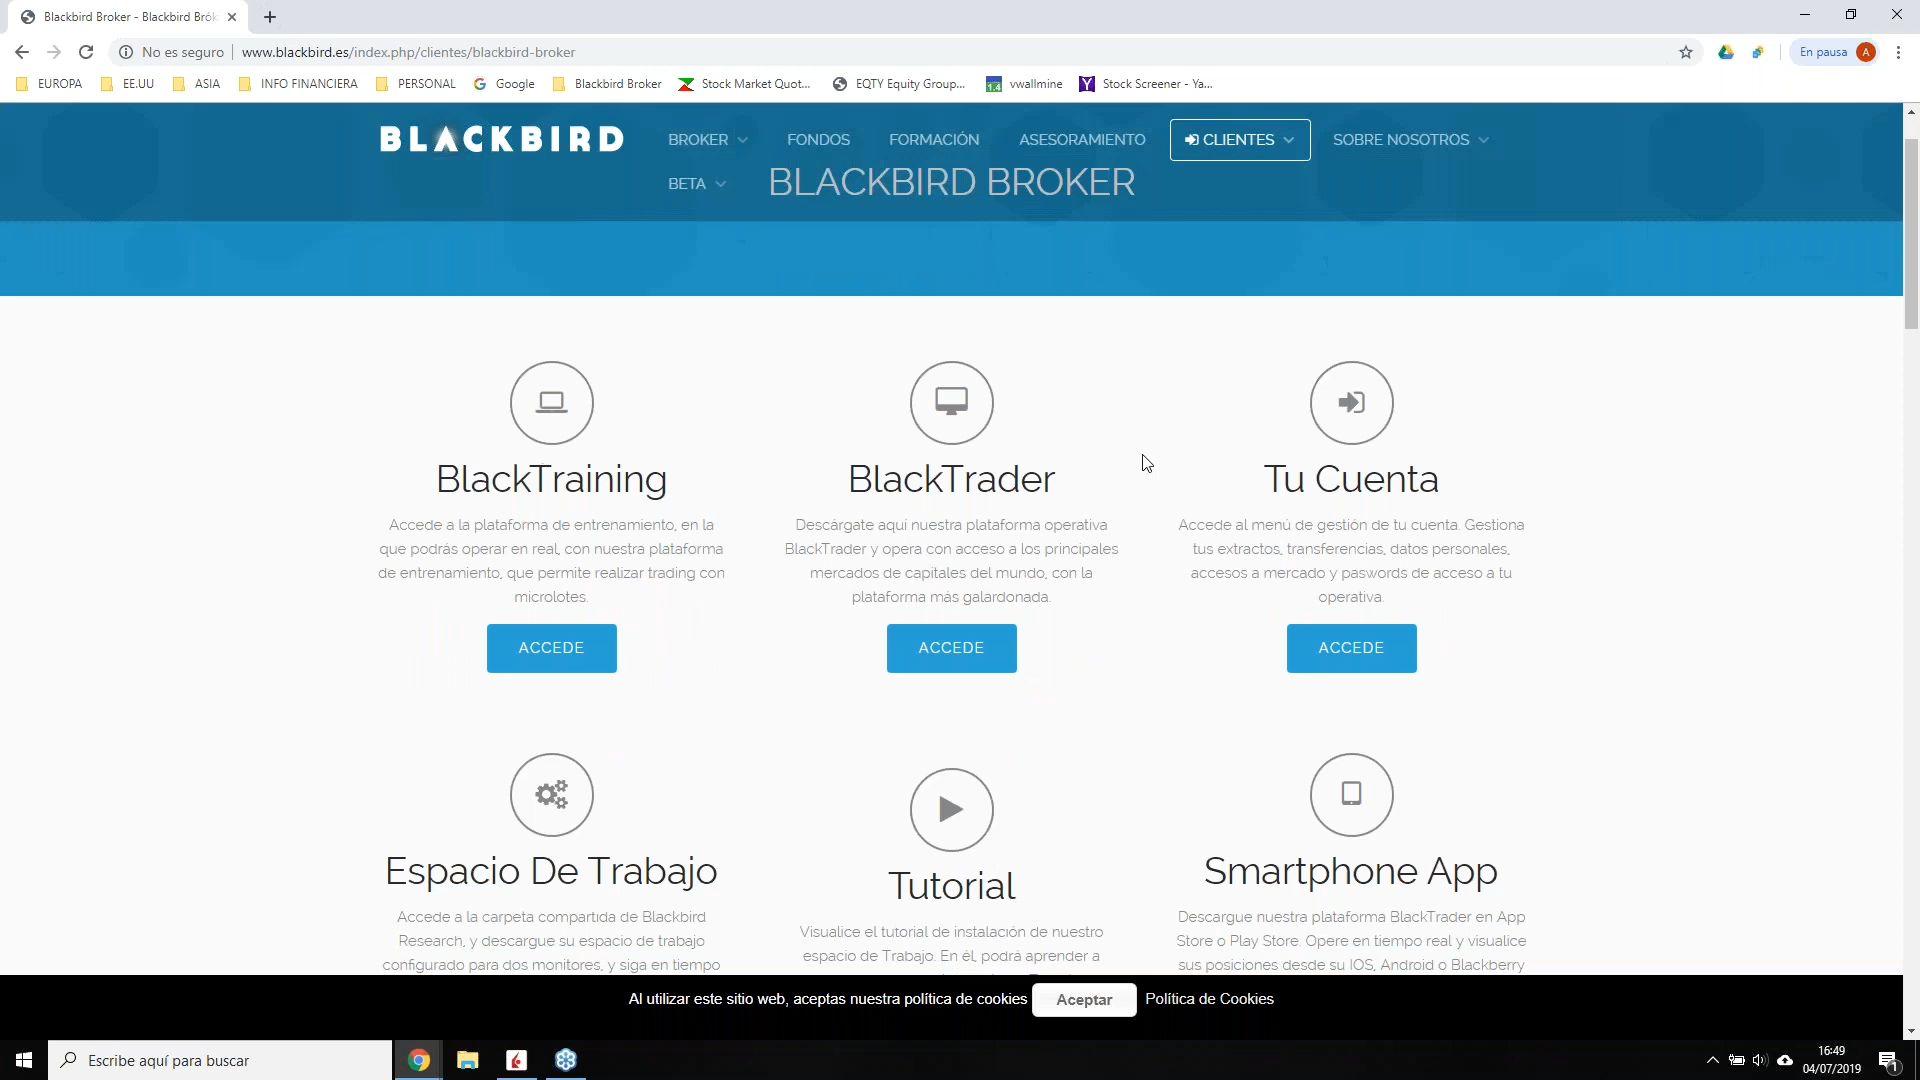 Blackbird Broker - Blackbird Brók
No es seguro www.blackbird.es/index.php/clientes/blackbird-broker
En pausa A
EUROPA EE.UU ASIA INFO FINANCIERA PERSONAL Google Blackbird Broker Stock Market Quot... EQTY Equity Group... 1.4 vwallmine Stock Screener - Ya...
BLACKBIRD BROKER FONDOS FORMACIÓN ASESORAMIENTO CLIENTES SOBRE NOSOTROS
BETA
BLACKBIRD BROKER
BlackTraining
Accede a la plataforma de entrenamiento, en la
que podrás operar en real, con nuestra plataforma
de entrenamiento, que permite realizar trading con
microlotes.
ACCEDE
BlackTrader
Descárgate aquí nuestra plataforma operativa
BlackTrader y opera con acceso a los principales
mercados de capitales del mundo, con la
plataforma más galardonada.
ACCEDE
Tu Cuenta
Accede al menú de gestión de tu cuenta. Gestiona
tus extractos, transferencias, datos personales,
accesos a mercado y paswords de acceso a tu
operativa.
ACCEDE
Espacio De Trabajo
Accede a la carpeta compartida de Blackbird
Research, y descargue su espacio de trabajo
configurado para dos monitores, y siga en tiempo
Tutorial
Visualice el tutorial de instalación de nuestro
espacio de Trabajo. En él, podrá aprender a
Smartphone App
Descargue nuestra plataforma BlackTrader en App
Store o Play Store. Opere en tiempo real y visualice
sus posiciones desde su IOS, Android o Blackberry
Al utilizar este sitio web, aceptas nuestra política de cookies Aceptar Política de Cookies
Escribe aquí para buscar
16:49
04/07/2019
1